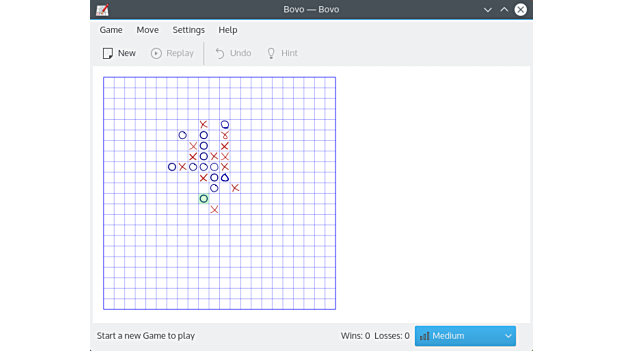 Bovo — Bovo
Game Move Settings Help
New Replay Undo Hint
Start a new Game to play Wins: 0 Losses: 0 Medium